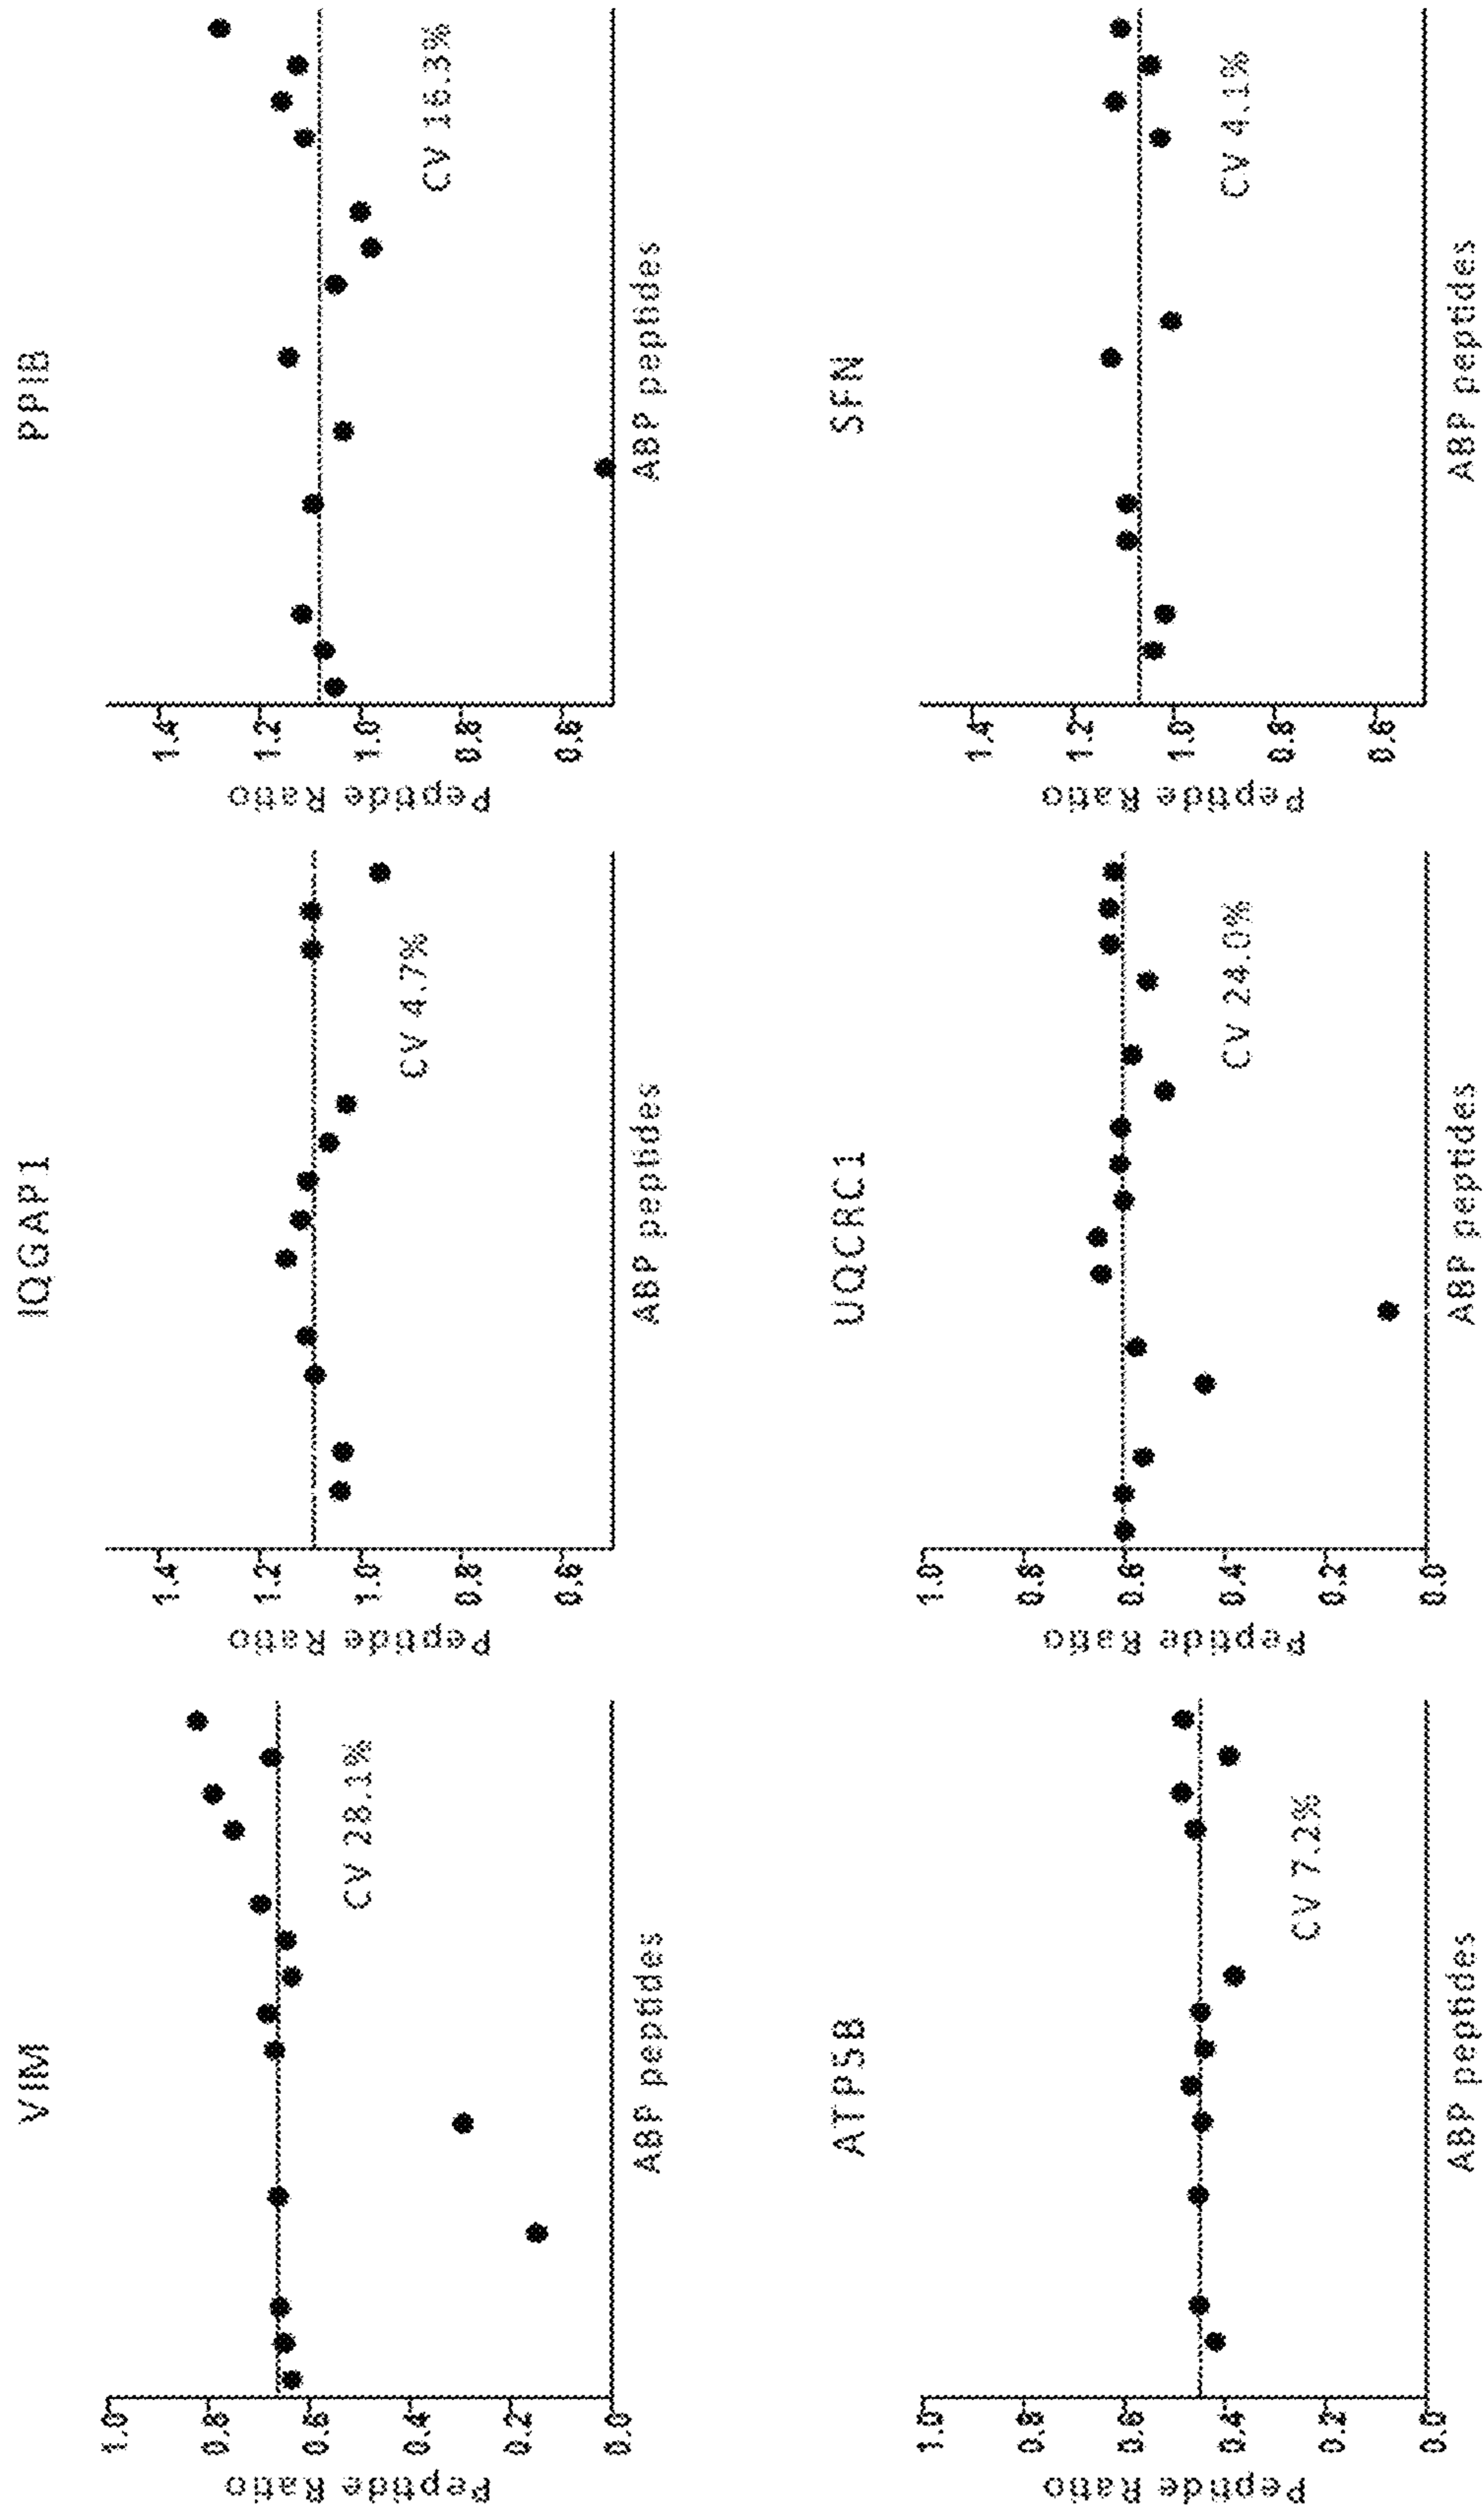 VIM
Peptide Ratio
1.0
0.8
0.6
0.4
0.2
0.0
CV 28.1%
ABP peptides
IQGAP1
Peptide Ratio
1.4
1.2
1.0
0.8
0.6
CV 4.7%
ABP peptides
PPIB
Peptide Ratio
1.4
1.2
1.0
0.8
0.6
CV 16.3%
ABP peptides
ATP5B
Peptide Ratio
1.0
0.8
0.6
0.4
0.2
0.0
CV 7.2%
ABP peptides
UQCRC1
Peptide Ratio
1.0
0.8
0.6
0.4
0.2
0.0
CV 24.0%
ABP peptides
SFN
Peptide Ratio
1.4
1.2
1.0
0.8
0.6
CV 4.1%
ABP peptides